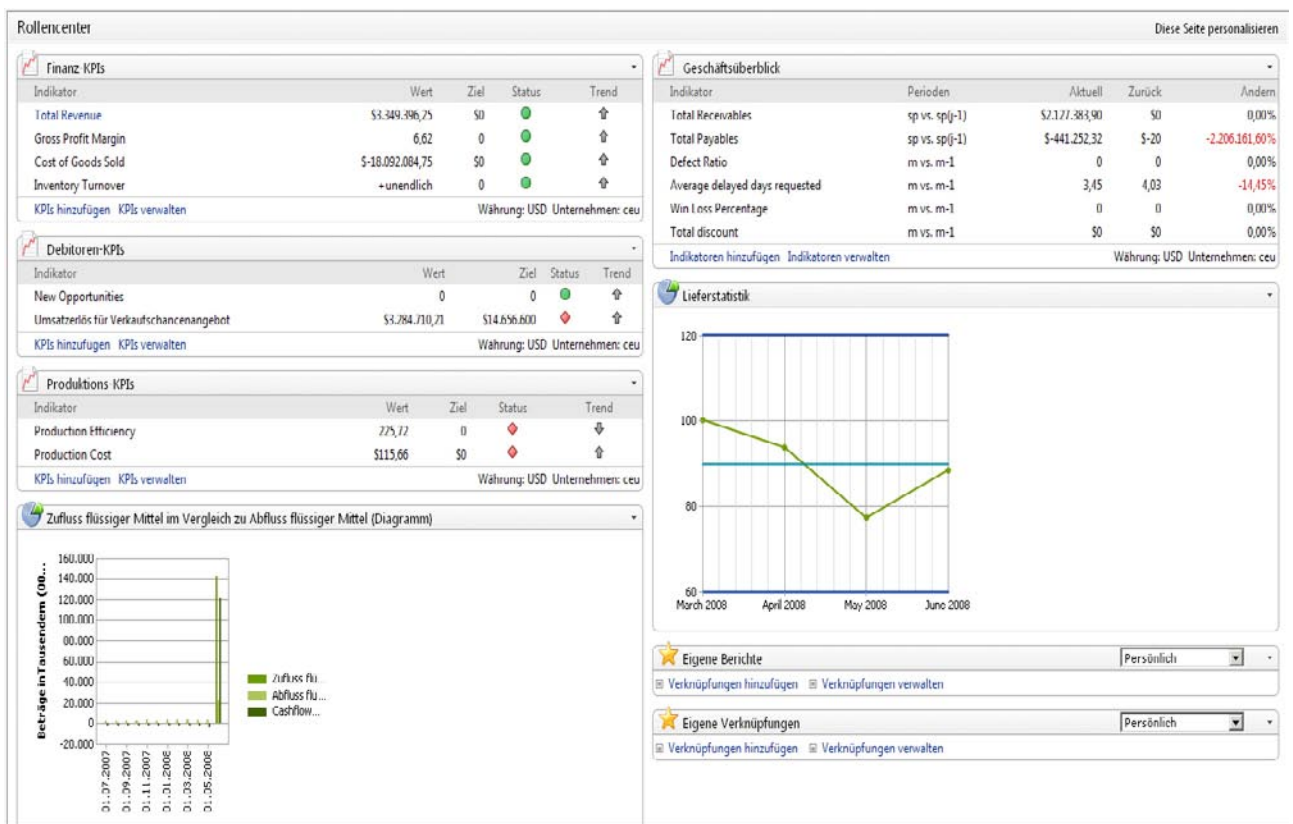 Rollencenter
Diese Seite personalisieren
Finanz-KPIs
Indikator Wert Ziel Status Trend
Total Revenue $3.349.396,25 $0
Gross Profit Margin 6,62 0
Cost of Goods Sold $-18.092.084,75 $0
Inventory Turnover +unendlich 0
KPIs hinzufügen KPIs verwalten Währung: USD Unternehmen: ceu
Debitoren-KPIs
Indikator Wert Ziel Status Trend
New Opportunities 0 0
Umsatzerlös für Verkaufschancenangebot $3.284.710,21 $14.656.600
KPIs hinzufügen KPIs verwalten Währung: USD Unternehmen: ceu
Produktions-KPIs
Indikator Wert Ziel Status Trend
Production Efficiency 225,72 0
Production Cost $115,66 $0
KPIs hinzufügen KPIs verwalten Währung: USD Unternehmen: ceu
Zufluss flüssiger Mittel im Vergleich zu Abfluss flüssiger Mittel (Diagramm)
Beträge in Tausendem (00...
160.000
140.000
120.000
100.000
80.000
60.000
40.000
20.000
0
-20.000
01.07.2007
01.09.2007
01.11.2007
01.01.2008
01.03.2008
01.05.2008
Zufluss flü...
Abfluss flü...
Cashflow...
Geschäftsüberblick
Indikator Perioden Aktuell Zurück Ändern
Total Receivables sp vs. sp(j-1) $2.127.383,90 $0 0,00%
Total Payables sp vs. sp(j-1) $-441.252,32 $-20 -2.206.161,60%
Defect Ratio m vs. m-1 0 0 0,00%
Average delayed days requested m vs. m-1 3,45 4,03 -14,45%
Win Loss Percentage m vs. m-1 0 0 0,00%
Total discount m vs. m-1 $0 $0 0,00%
Indikatoren hinzufügen Indikatoren verwalten Währung: USD Unternehmen: ceu
Lieferstatistik
120
100
80
60
March 2008 April 2008 May 2008 June 2008
Eigene Berichte Persönlich
Verknüpfungen hinzufügen Verknüpfungen verwalten
Eigene Verknüpfungen Persönlich
Verknüpfungen hinzufügen Verknüpfungen verwalten